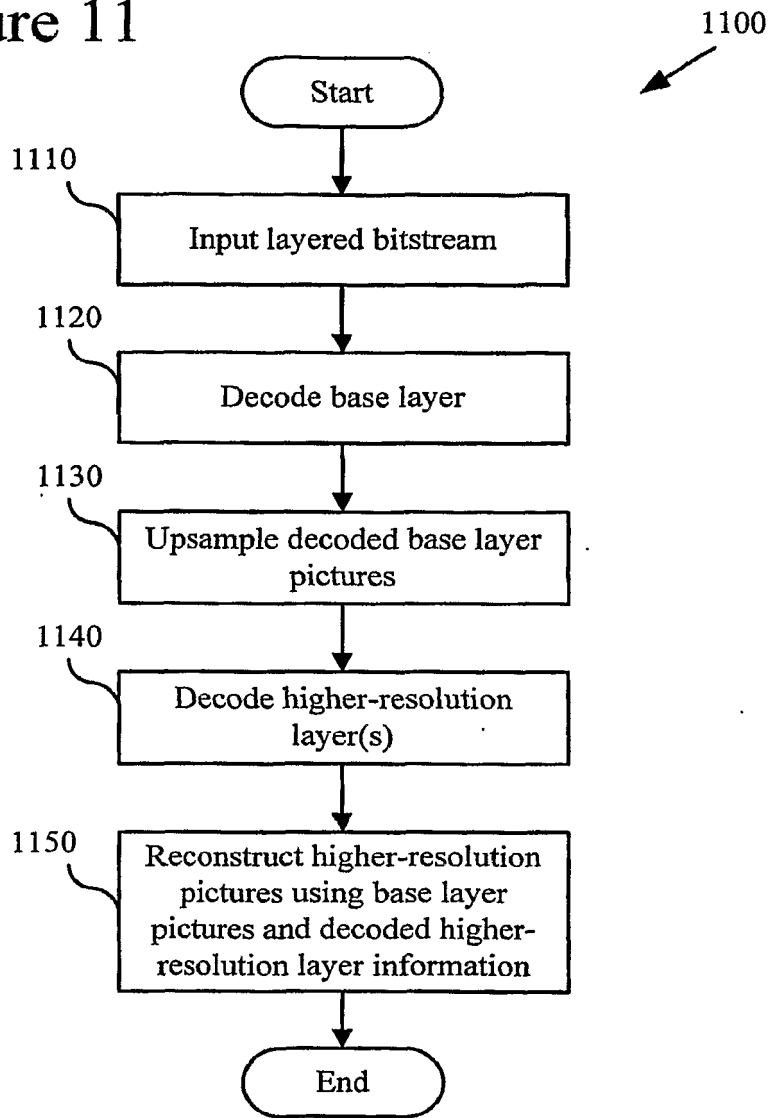 ure 11
1100
Start
1110
Input layered bitstream
1120
Decode base layer
1130
Upsample decoded base layer
pictures
1140
Decode higher-resolution
layer(s)
1150
Reconstruct higher-resolution
pictures using base layer
pictures and decoded higher-
resolution layer information
End